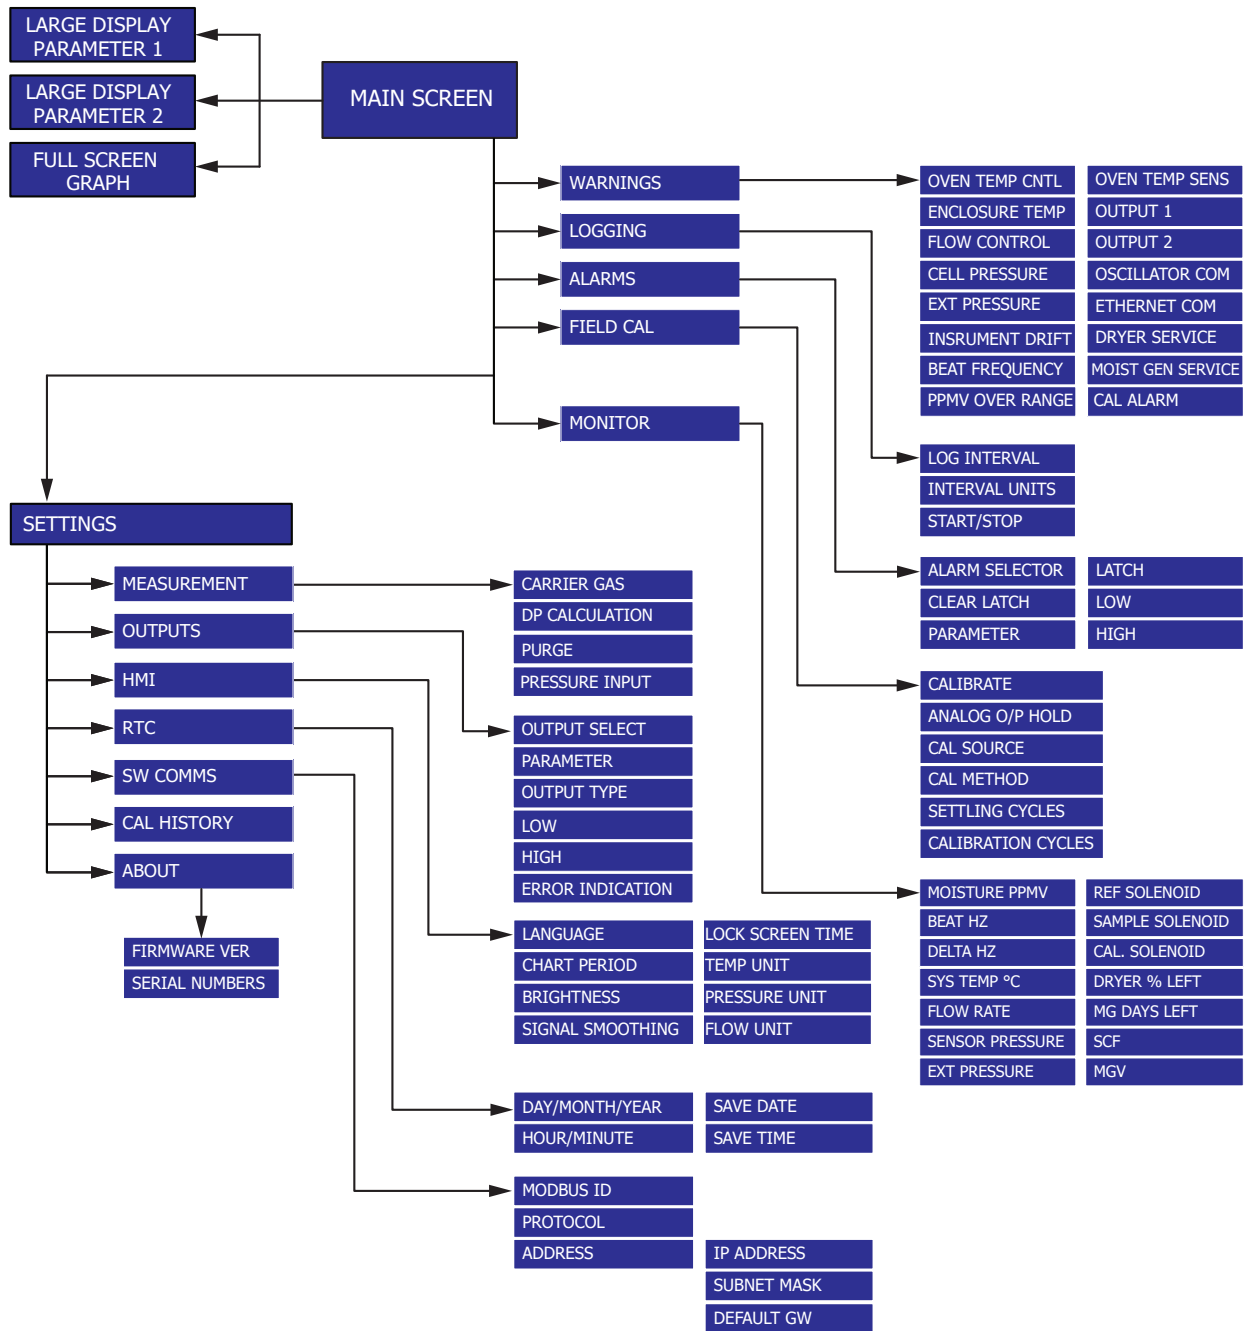 LARGE DISPLAY
PARAMETER 1
LARGE DISPLAY
PARAMETER 2
FULL SCREEN
GRAPH
MAIN SCREEN
WARNINGS
LOGGING
ALARMS
FIELD CAL
MONITOR
OVEN TEMP CNTL
ENCLOSURE TEMP
FLOW CONTROL
CELL PRESSURE
EXT PRESSURE
INSRUMENT DRIFT
BEAT FREQUENCY
PPMV OVER RANGE
OVEN TEMP SENS
OUTPUT 1
OUTPUT 2
OSCILLATOR COM
ETHERNET COM
DRYER SERVICE
MOIST GEN SERVICE
CAL ALARM
LOG INTERVAL
INTERVAL UNITS
START/STOP
ALARM SELECTOR
CLEAR LATCH
PARAMETER
LATCH
LOW
HIGH
CALIBRATE
ANALOG O/P HOLD
CAL SOURCE
CAL METHOD
SETTLING CYCLES
CALIBRATION CYCLES
MOISTURE PPMV
BEAT HZ
DELTA HZ
SYS TEMP °C
FLOW RATE
SENSOR PRESSURE
EXT PRESSURE
REF SOLENOID
SAMPLE SOLENOID
CAL. SOLENOID
DRYER % LEFT
MG DAYS LEFT
SCF
MGV
SETTINGS
MEASUREMENT
OUTPUTS
HMI
RTC
SW COMMS
CAL HISTORY
ABOUT
FIRMWARE VER
SERIAL NUMBERS
CARRIER GAS
DP CALCULATION
PURGE
PRESSURE INPUT
OUTPUT SELECT
PARAMETER
OUTPUT TYPE
LOW
HIGH
ERROR INDICATION
LANGUAGE
CHART PERIOD
BRIGHTNESS
SIGNAL SMOOTHING
LOCK SCREEN TIME
TEMP UNIT
PRESSURE UNIT
FLOW UNIT
DAY/MONTH/YEAR
HOUR/MINUTE
SAVE DATE
SAVE TIME
MODBUS ID
PROTOCOL
ADDRESS
IP ADDRESS
SUBNET MASK
DEFAULT GW